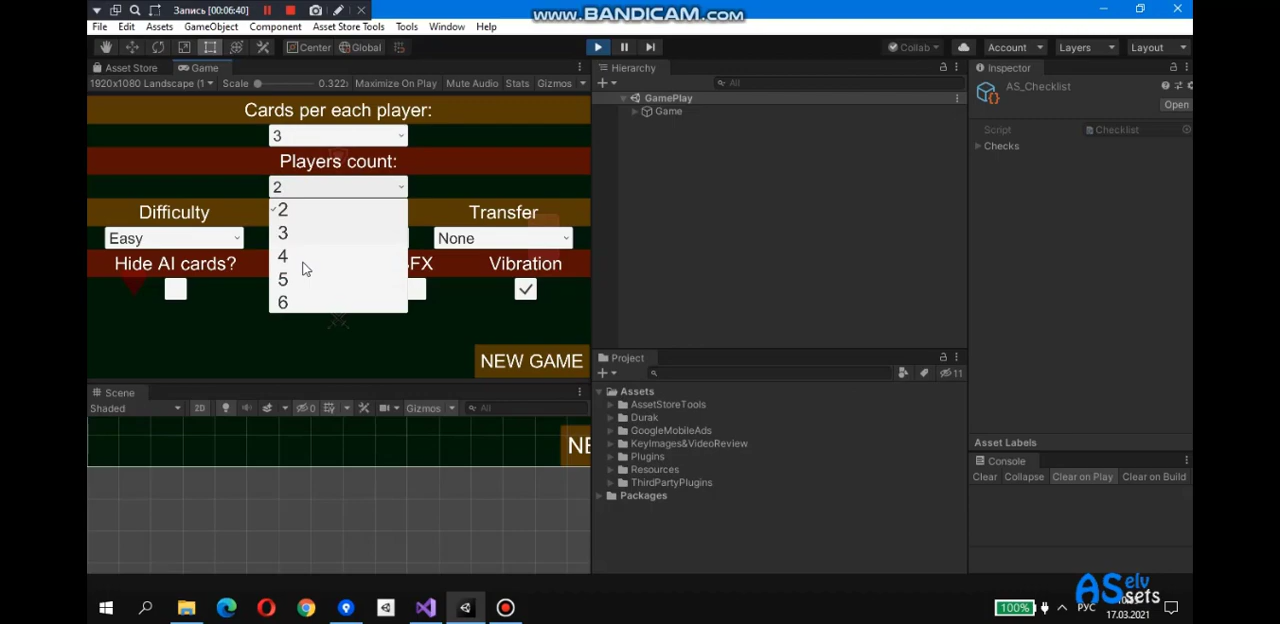 Запись [00:06:40]
www.BANDICAM.com
File Edit Assets GameObject Component Asset Store Tools Tools Window Help
Center Global
Collab Account Layers Layout
Asset Store Game
1920x1080 Landscape (1 Scale 0.322 Maximize On Play Mute Audio Stats Gizmos
Cards per each player:
3
Players count:
2
2
3
4
5
6
Difficulty
Transfer
Easy
None
Hide AI cards?
FX
Vibration
NEW GAME
Scene
Shaded 2D 0 Gizmos All
NE
Hierarchy
All
GamePlay
Game
Project
11
Assets
AssetStoreTools
Durak
GoogleMobileAds
KeyImages&VideoReview
Plugins
Resources
ThirdPartyPlugins
Packages
Inspector
AS_Checklist
Open
Script Checklist
Checks
Asset Labels
Console
Clear Collapse Clear on Play Clear on Build
ASelv
Assets
100% РУС
17.03.2021